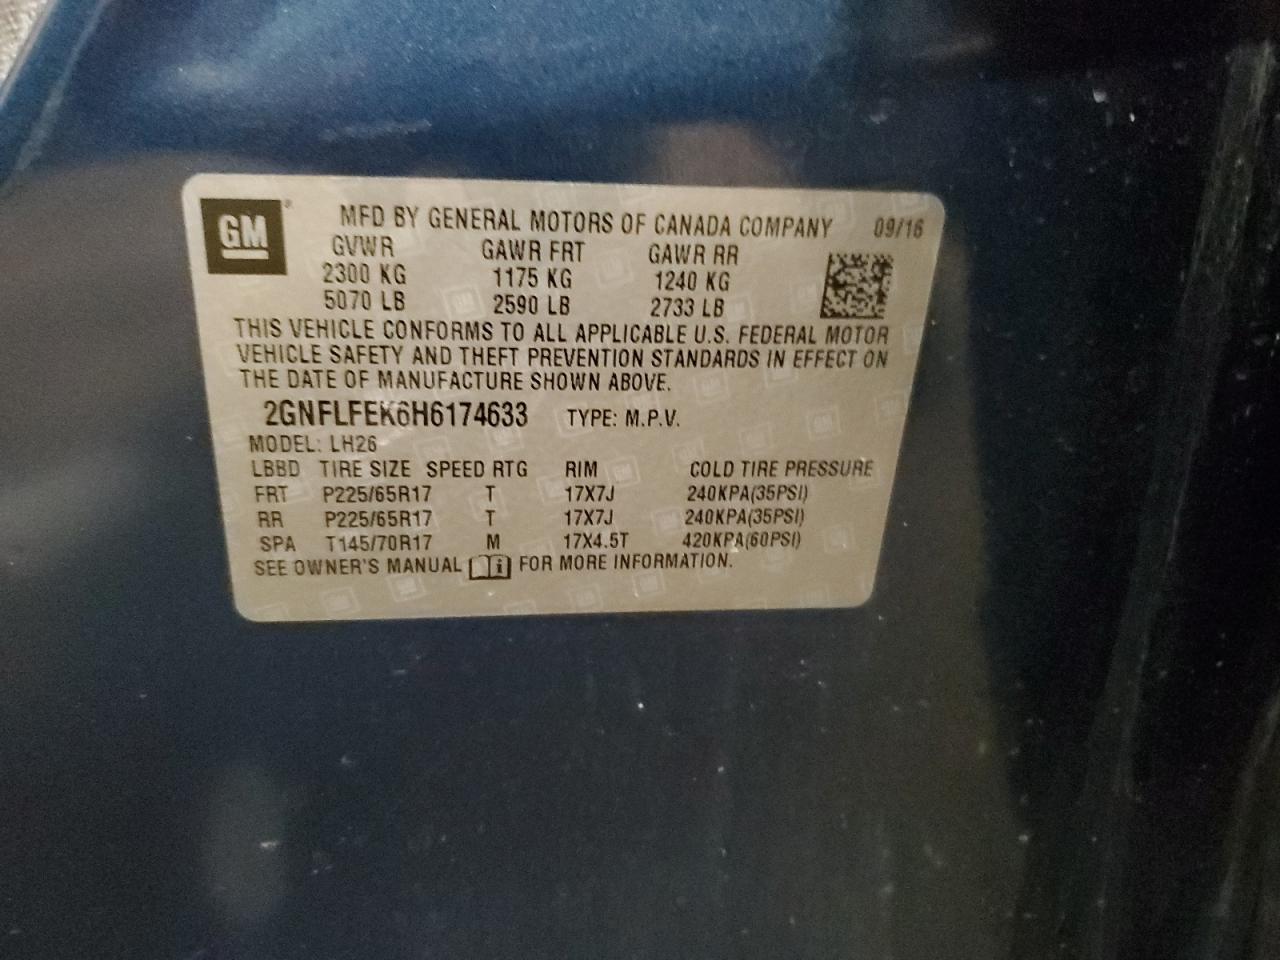 GM ® MFD BY GENERAL MOTORS OF CANADA COMPANY 09/16
GVWR GAWR FRT GAWR RR
2300 KG 1175 KG 1240 KG
5070 LB 2590 LB 2733 LB
THIS VEHICLE CONFORMS TO ALL APPLICABLE U.S. FEDERAL MOTOR
VEHICLE SAFETY AND THEFT PREVENTION STANDARDS IN EFFECT ON
THE DATE OF MANUFACTURE SHOWN ABOVE.
2GNFLFEK6H6174633 TYPE: M.P.V.
MODEL: LH26
LBBD TIRE SIZE SPEED RTG RIM COLD TIRE PRESSURE
FRT P225/65R17 T 17X7J 240KPA(35PSI)
RR P225/65R17 T 17X7J 240KPA(35PSI)
SPA T145/70R17 M 17X4.5T 420KPA(60PSI)
SEE OWNER'S MANUAL i FOR MORE INFORMATION.